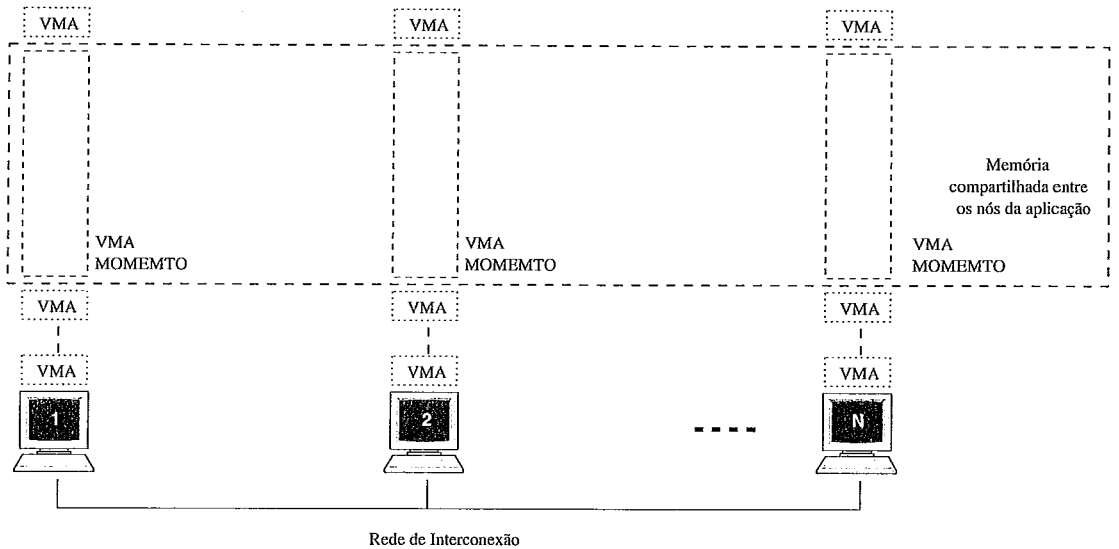 VMA
VMA
VMA
Memória
compartilhada entre
os nós da aplicação
VMA
MOMEMTO
VMA
MOMEMTO
VMA
MOMEMTO
VMA
VMA
VMA
VMA
VMA
VMA
1
2
N
Rede de Interconexão